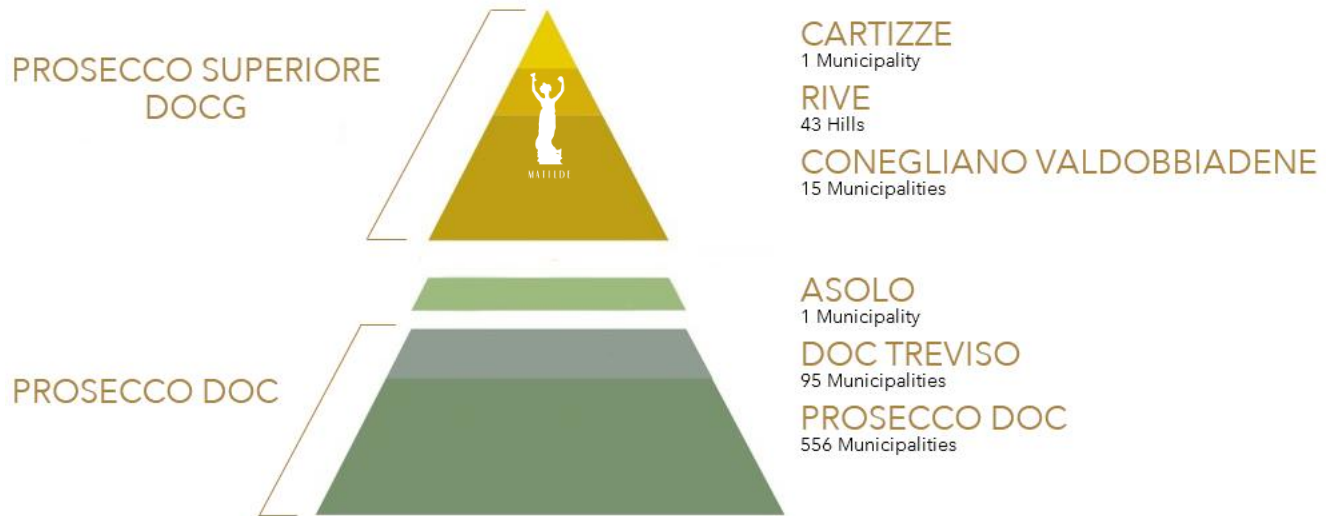 PROSECCO SUPERIORE
DOCG
MATILDE
CARTIZZE
1 Municipality
RIVE
43 Hills
CONEGLIANO VALDOBBIADENE
15 Municipalities
ASOLO
1 Municipality
DOC TREVISO
95 Municipalities
PROSECCO DOC
PROSECCO DOC
556 Municipalities